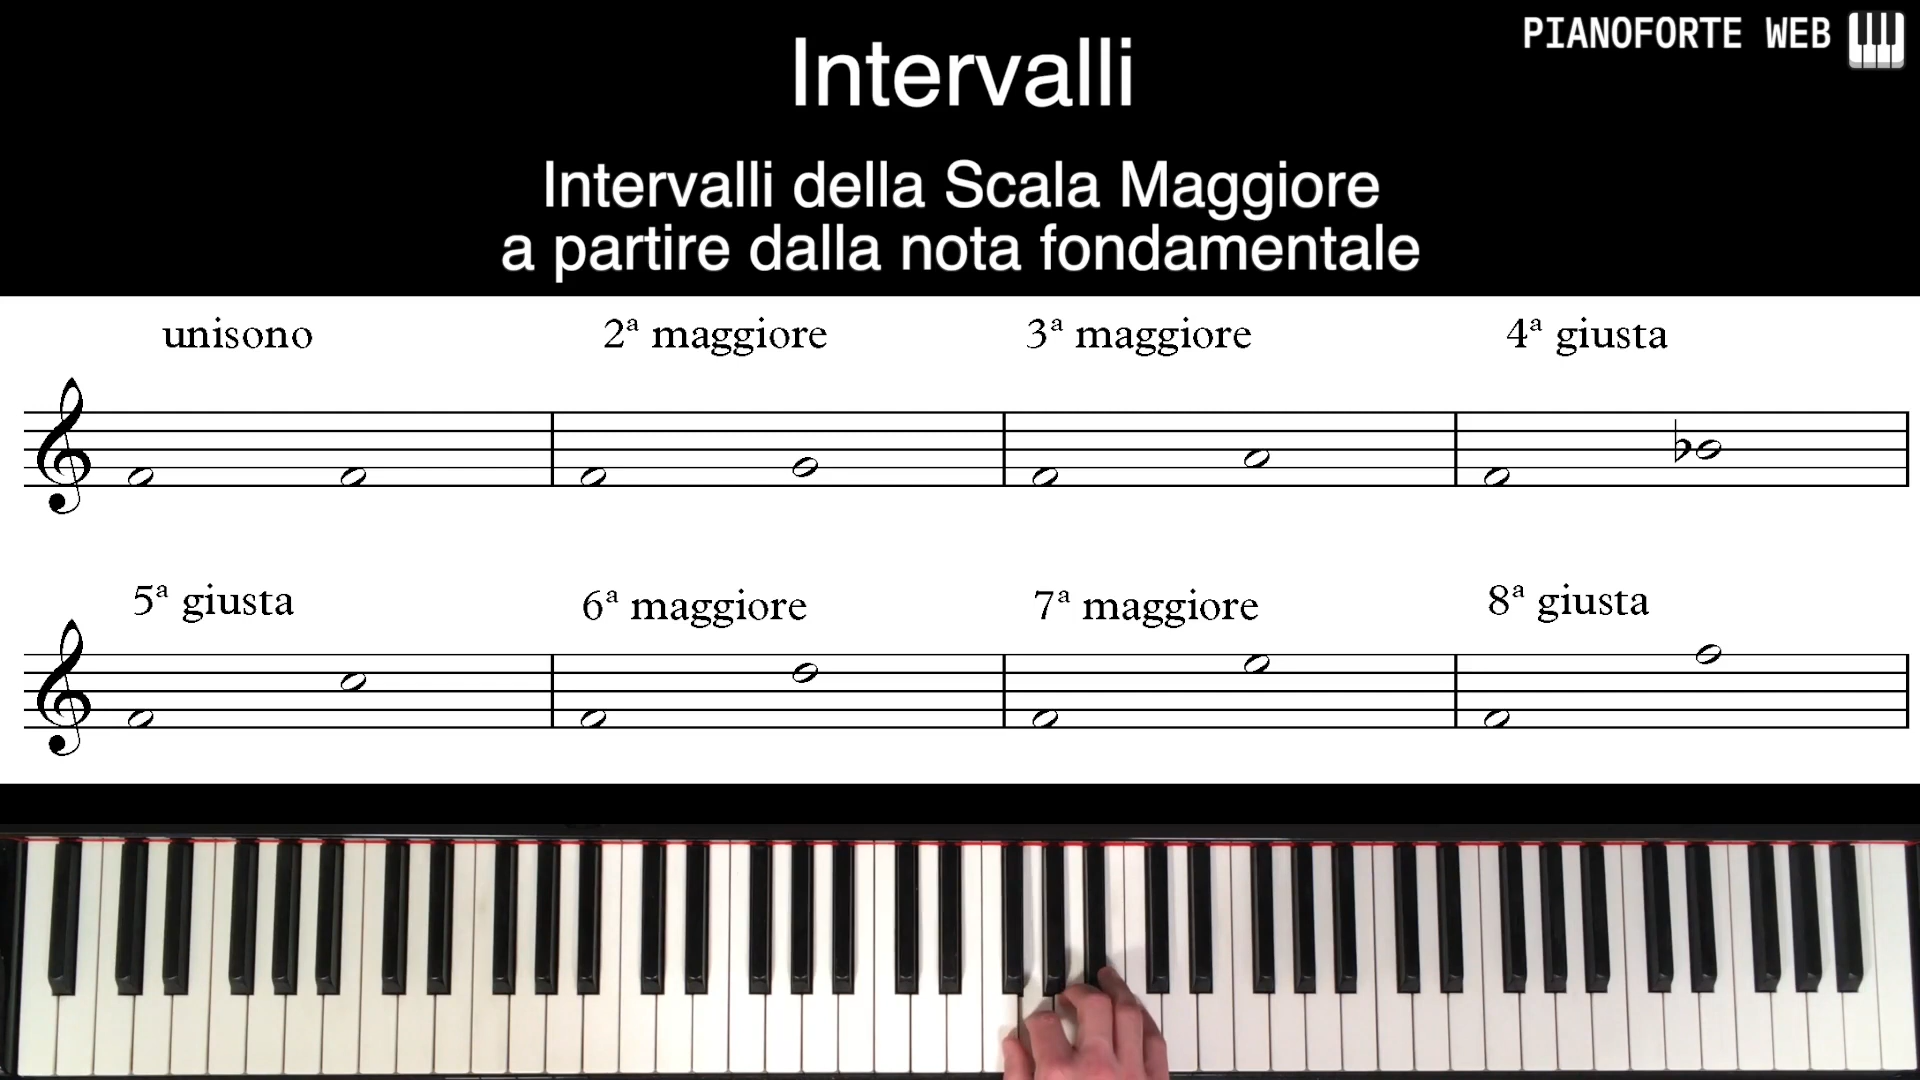 PIANOFORTE WEB
Intervalli
Intervalli della Scala Maggiore
a partire dalla nota fondamentale
unisono 2ª maggiore 3ª maggiore 4ª giusta
5ª giusta 6ª maggiore 7ª maggiore 8ª giusta